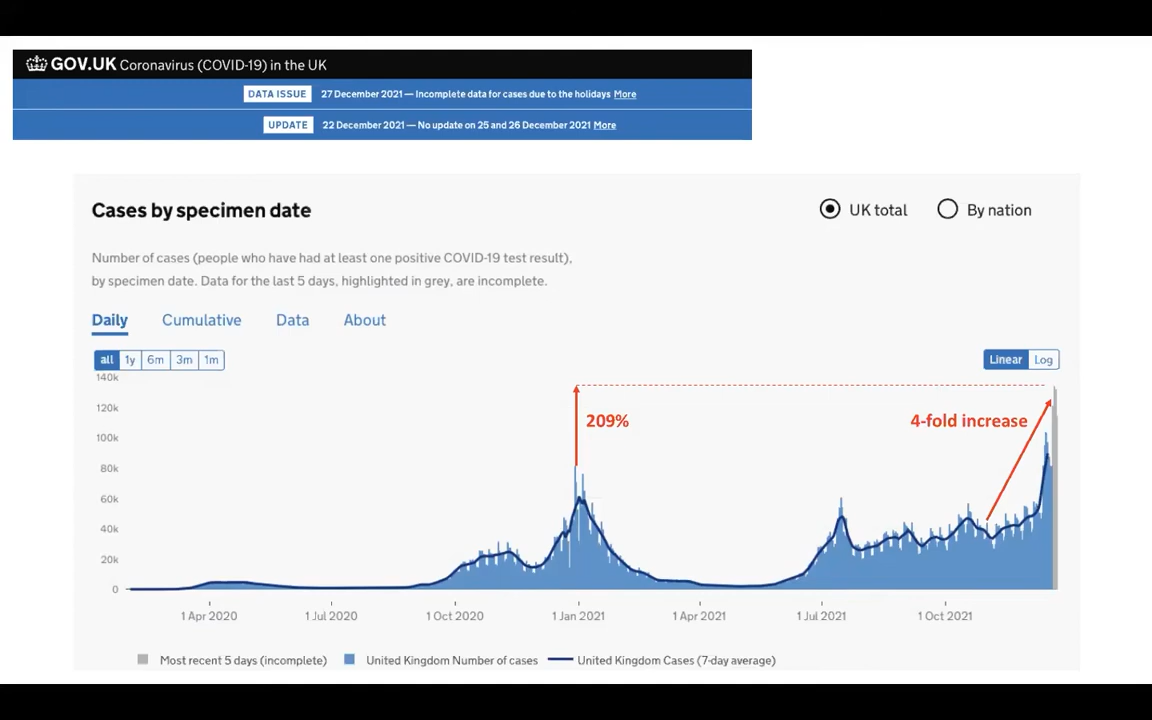 GOV.UK Coronavirus (COVID-19) in the UK
DATA ISSUE 27 December 2021 — Incomplete data for cases due to the holidays More
UPDATE 22 December 2021 — No update on 25 and 26 December 2021 More
Cases by specimen date
UK total By nation
Number of cases (people who have had at least one positive COVID-19 test result),
by specimen date. Data for the last 5 days, highlighted in grey, are incomplete.
Daily Cumulative Data About
all 1y 6m 3m 1m Linear Log
140k
120k
209% 4-fold increase
100k
80k
60k
40k
20k
0
1 Apr 2020 1 Jul 2020 1 Oct 2020 1 Jan 2021 1 Apr 2021 1 Jul 2021 1 Oct 2021
Most recent 5 days (incomplete) United Kingdom Number of cases United Kingdom Cases (7-day average)